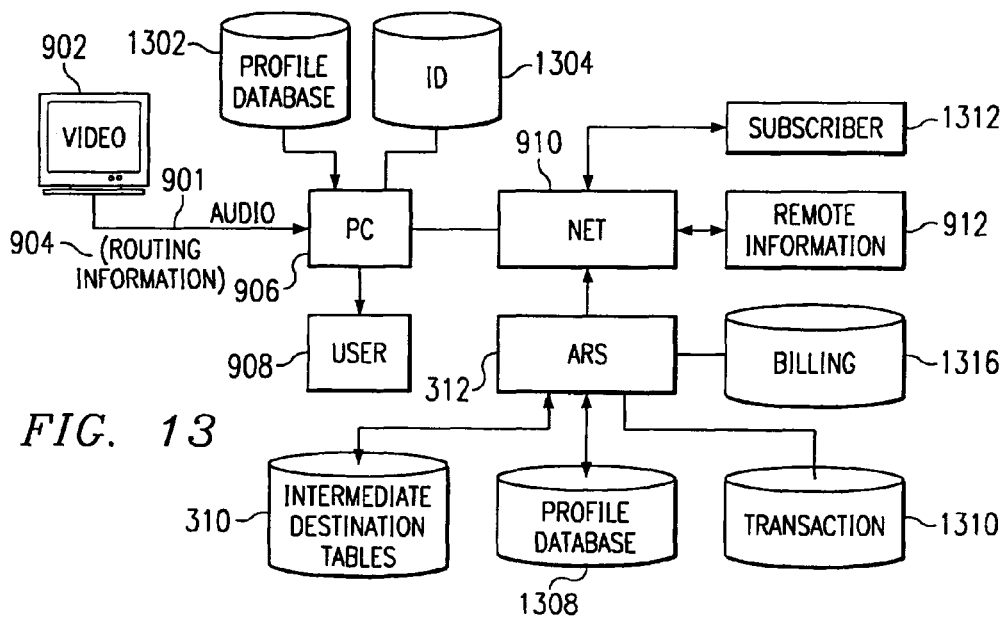 902
1302
PROFILE
DATABASE
ID
1304
VIDEO
910
SUBSCRIBER
1312
901
AUDIO
904
(ROUTING
INFORMATION)
PC
906
NET
REMOTE
INFORMATION
912
908
USER
312
ARS
BILLING
1316
FIG. 13
310
INTERMEDIATE
DESTINATION
TABLES
PROFILE
DATABASE
1308
TRANSACTION
1310